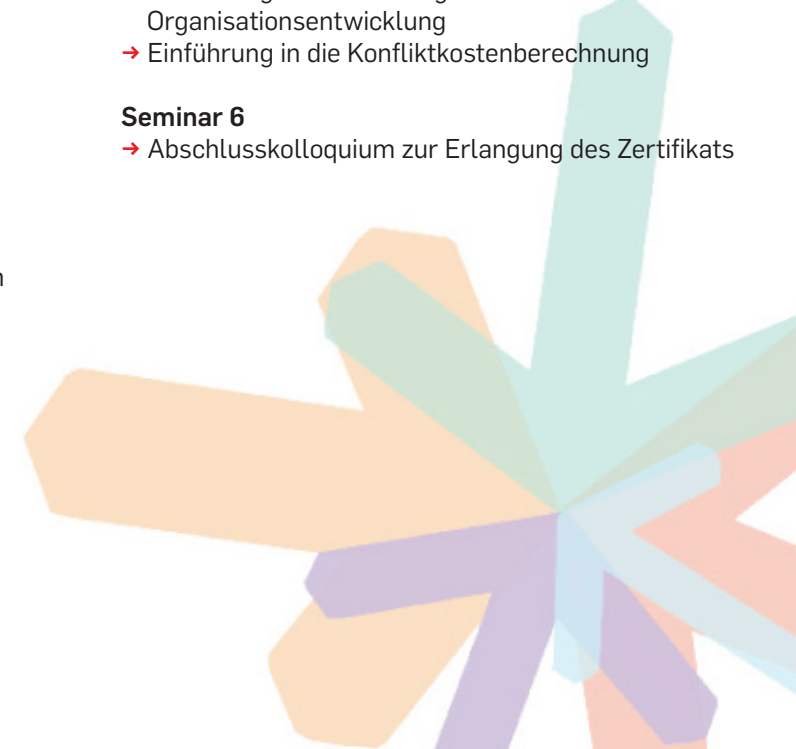 Organisationsentwicklung
→ Einführung in die Konfliktkostenberechnung
Seminar 6
→ Abschlusskolloquium zur Erlangung des Zertifikats